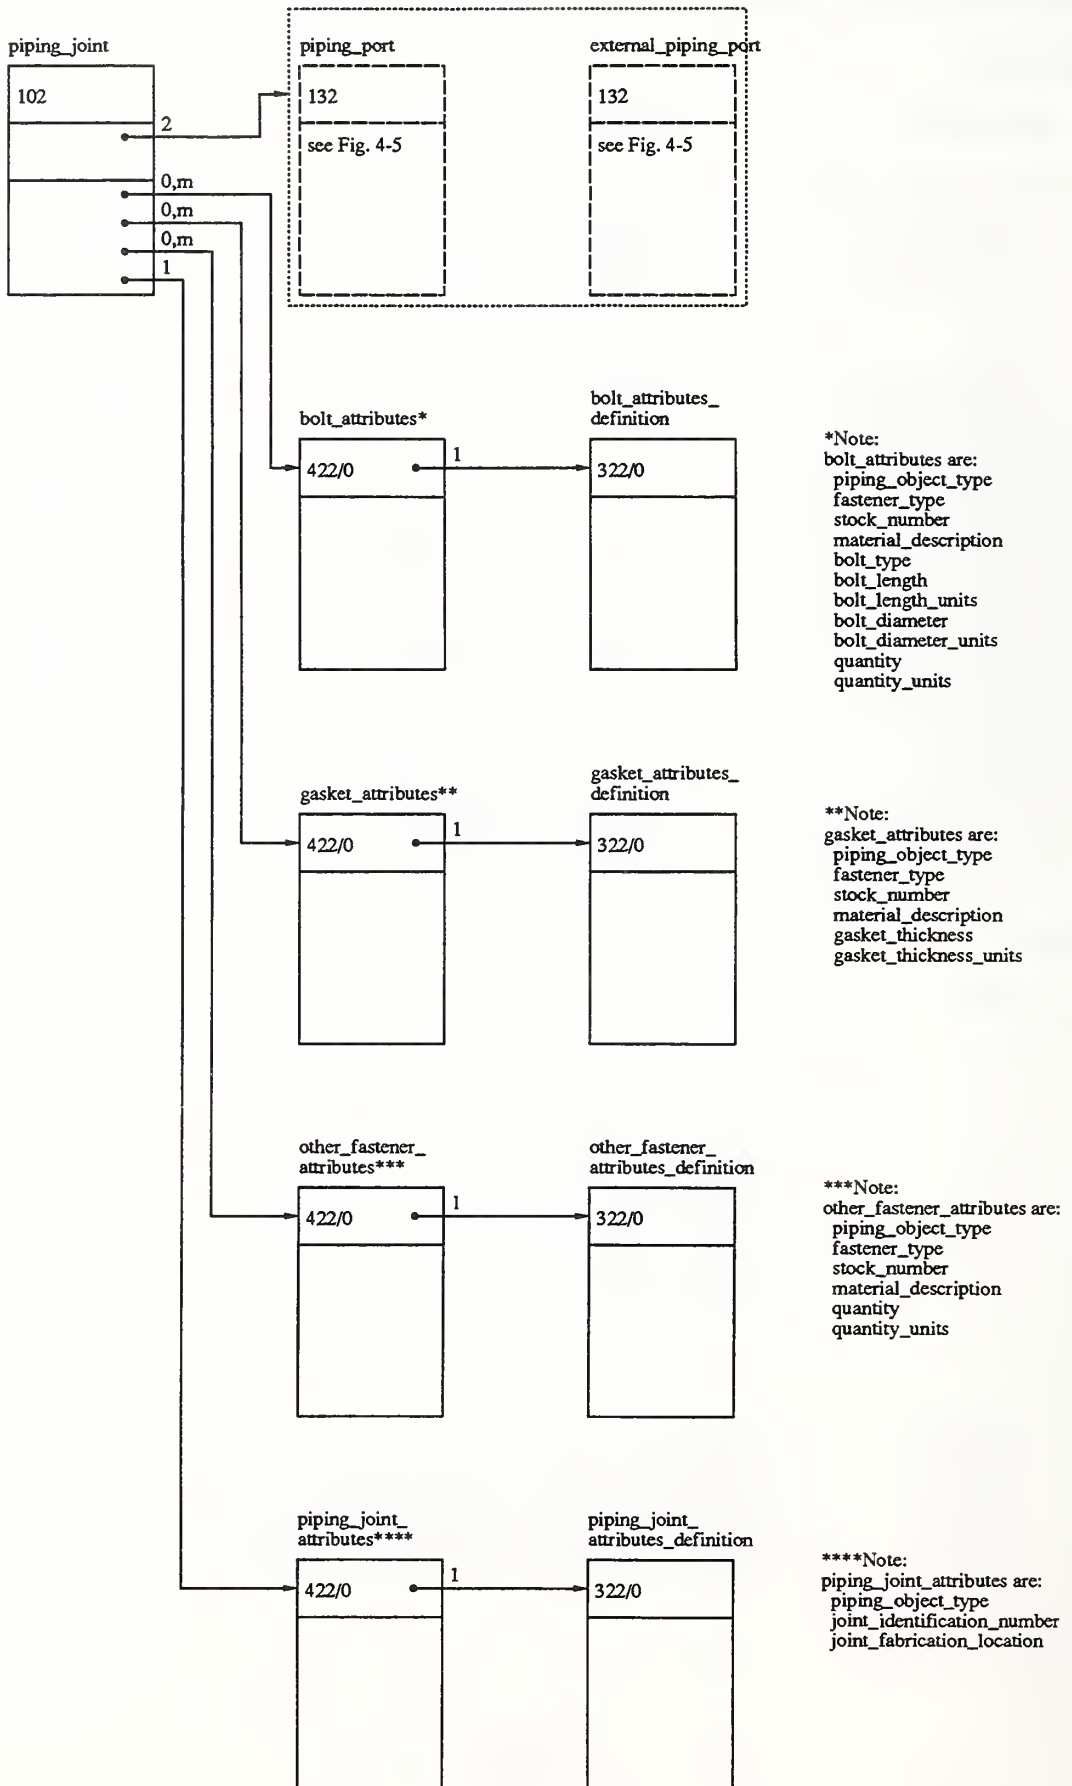 piping_joint
102
2
0,m
0,m
0,m
1
piping_port
132
see Fig. 4-5
external_piping_port
132
see Fig. 4-5
bolt_attributes*
422/0
1
bolt_attributes_
definition
322/0
*Note:
bolt_attributes are:
piping_object_type
fastener_type
stock_number
material_description
bolt_type
bolt_length
bolt_length_units
bolt_diameter
bolt_diameter_units
quantity
quantity_units
gasket_attributes**
422/0
1
gasket_attributes_
definition
322/0
**Note:
gasket_attributes are:
piping_object_type
fastener_type
stock_number
material_description
gasket_thickness
gasket_thickness_units
other_fastener_
attributes***
422/0
1
other_fastener_
attributes_definition
322/0
***Note:
other_fastener_attributes are:
piping_object_type
fastener_type
stock_number
material_description
quantity
quantity_units
piping_joint_
attributes****
422/0
1
piping_joint_
attributes_definition
322/0
****Note:
piping_joint_attributes are:
piping_object_type
joint_identification_number
joint_fabrication_location